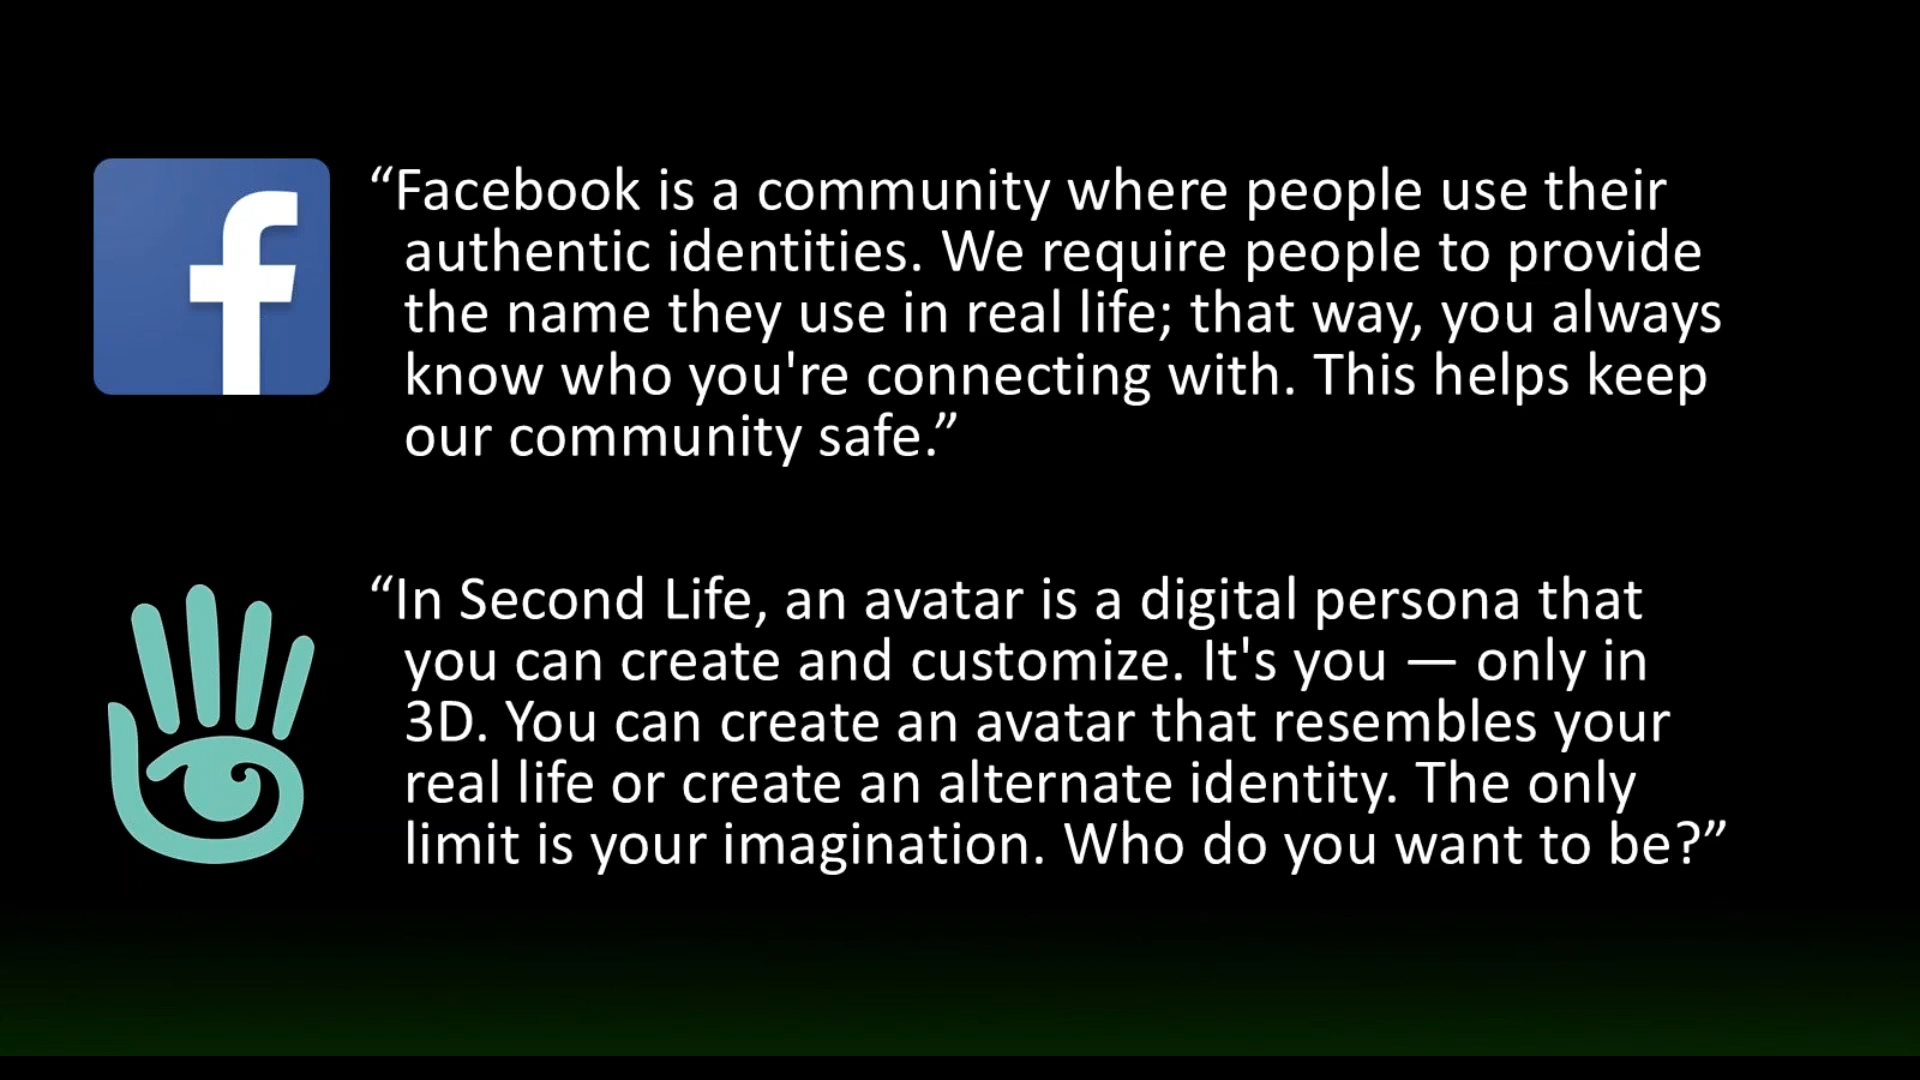 “Facebook is a community where people use their
authentic identities. We require people to provide
the name they use in real life; that way, you always
know who you're connecting with. This helps keep
our community safe.”
“In Second Life, an avatar is a digital persona that
you can create and customize. It's you — only in
3D. You can create an avatar that resembles your
real life or create an alternate identity. The only
limit is your imagination. Who do you want to be?”